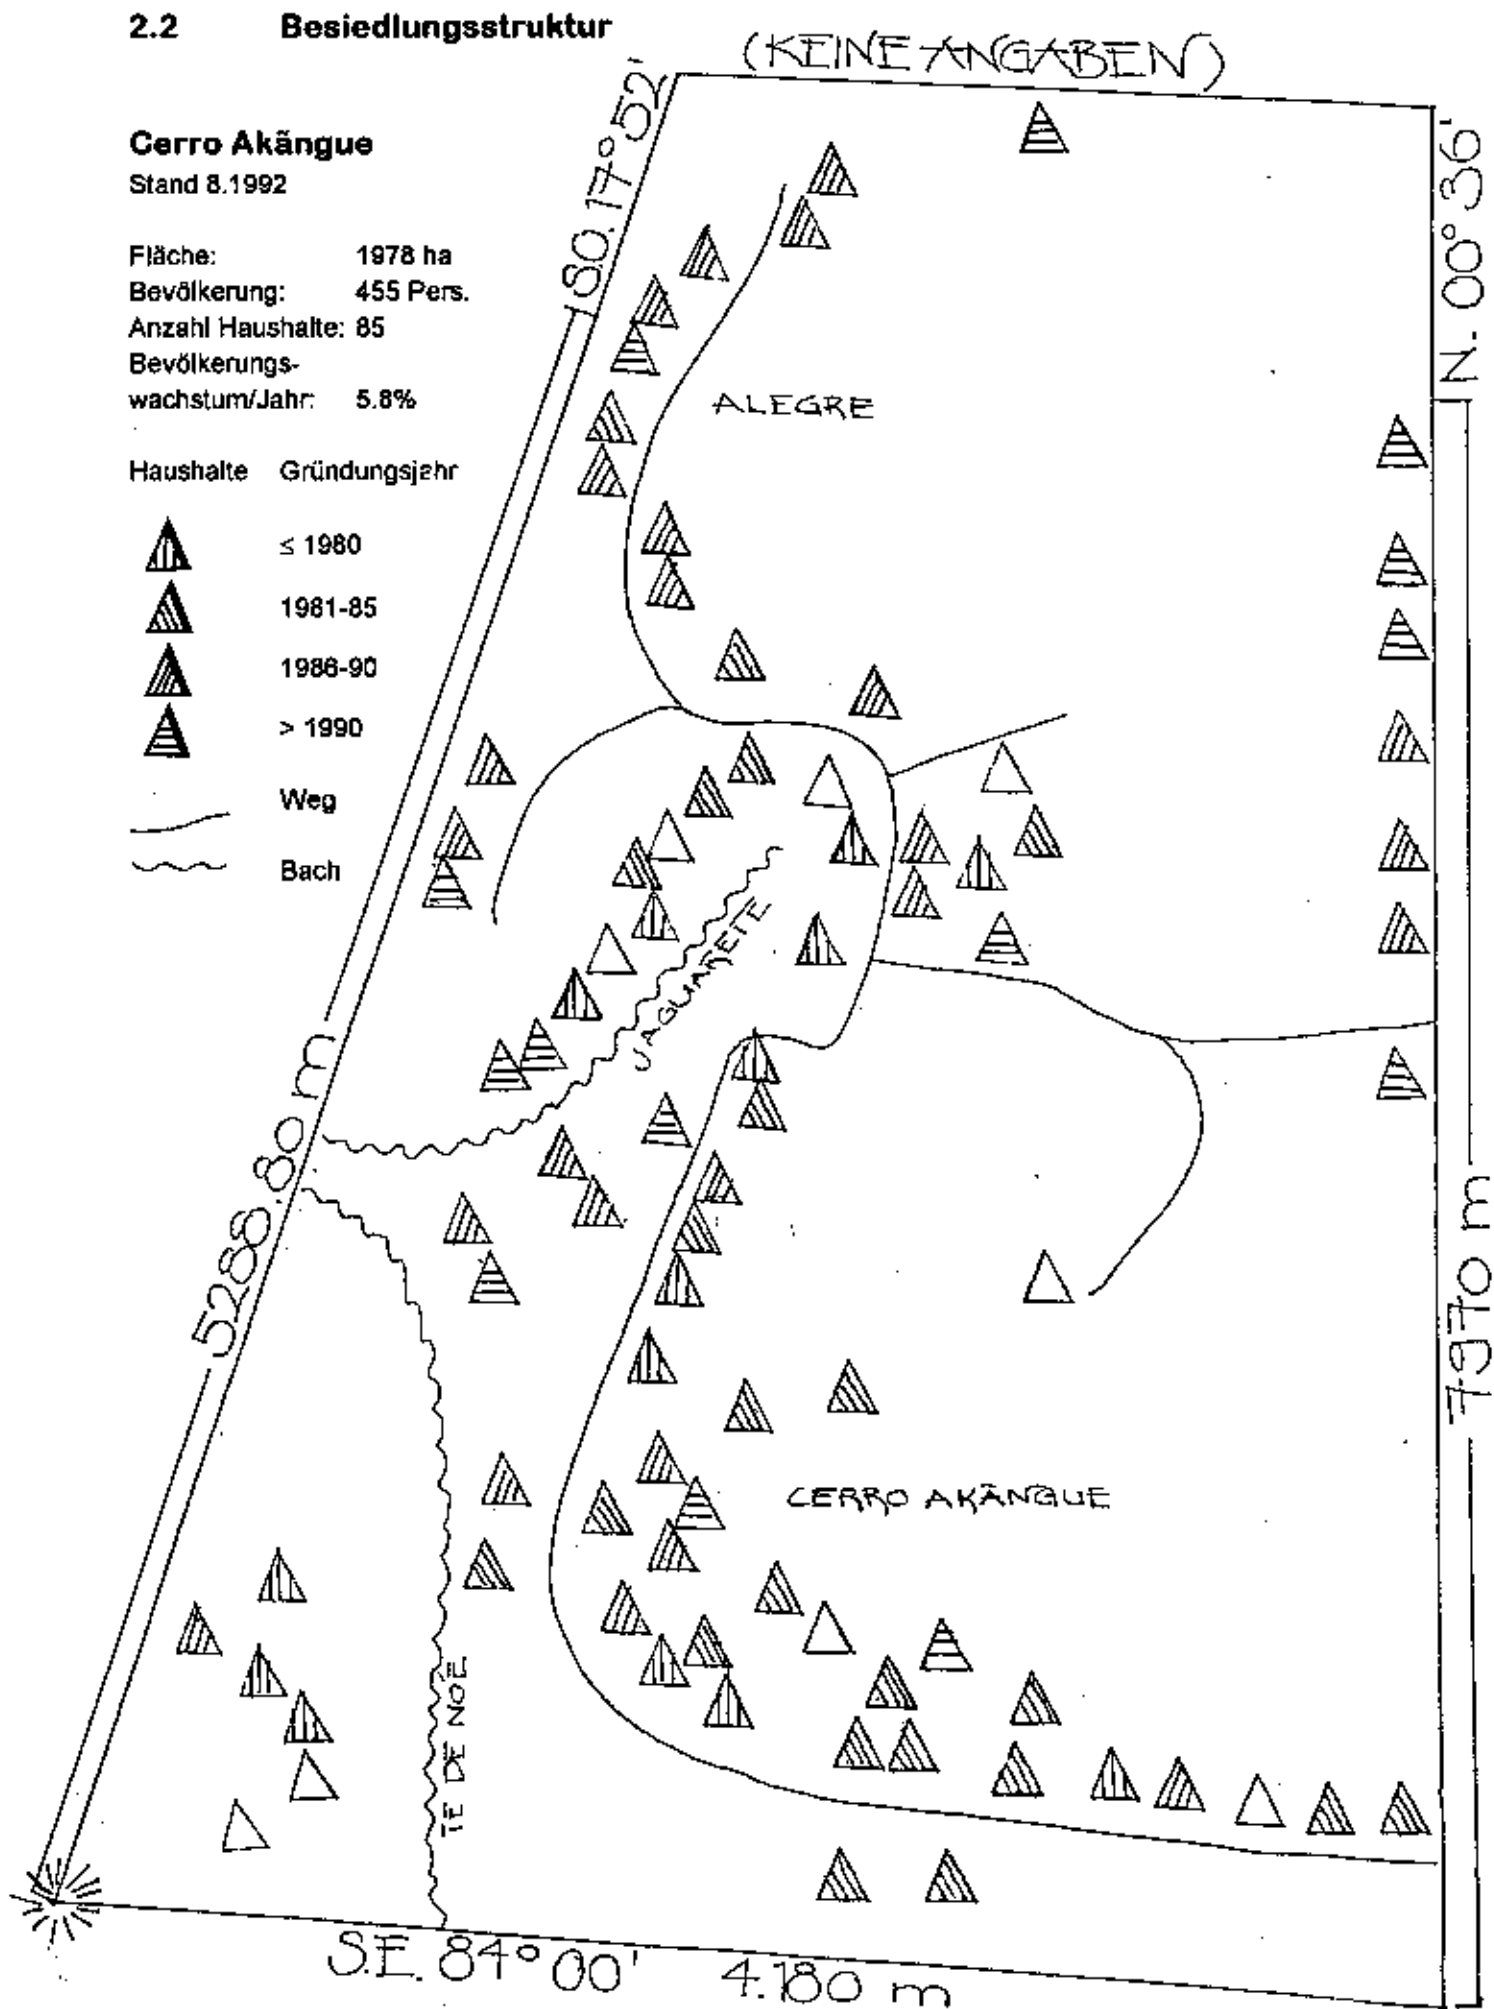 2.2 Besiedlungsstruktur
(KEINE ANGABEN)
Cerro Akãngue
Stand 8.1992
Fläche: 1978 ha
Bevölkerung: 455 Pers.
Anzahl Haushalte: 85
Bevölkerungs-
wachstum/Jahr: 5.8%
Haushalte Gründungsjahr
≤ 1980
1981-85
1986-90
> 1990
Weg
Bach
180.17°52'
N. 00°36'
ALEGRE
JAGUARETE
5288.80 m
7970 m
CERRO AKÃNGUE
TE DE NOE
S.E. 84°00' 4.180 m